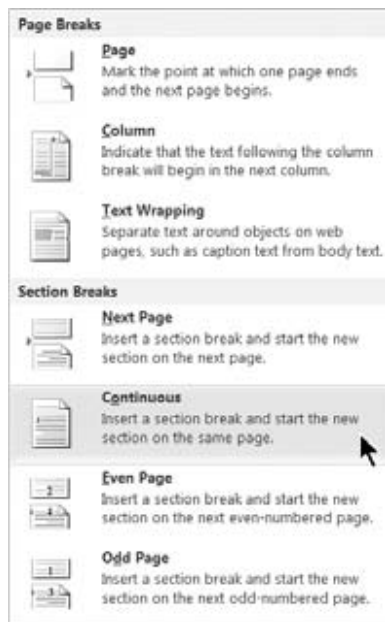 Page Breaks
Page
Mark the point at which one page ends
and the next page begins.
Column
Indicate that the text following the column
break will begin in the next column.
Text Wrapping
Separate text around objects on web
pages, such as caption text from body text.
Section Breaks
Next Page
Insert a section break and start the new
section on the next page.
Continuous
Insert a section break and start the new
section on the same page.
2
4
Even Page
Insert a section break and start the new
section on the next even-numbered page.
1
3
Odd Page
Insert a section break and start the new
section on the next odd-numbered page.